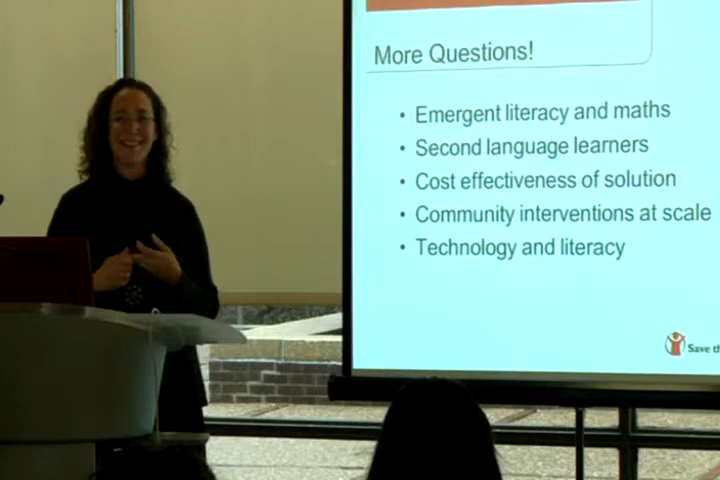 More Questions!
• Emergent literacy and maths
• Second language learners
• Cost effectiveness of solution
• Community interventions at scale
• Technology and literacy
Save